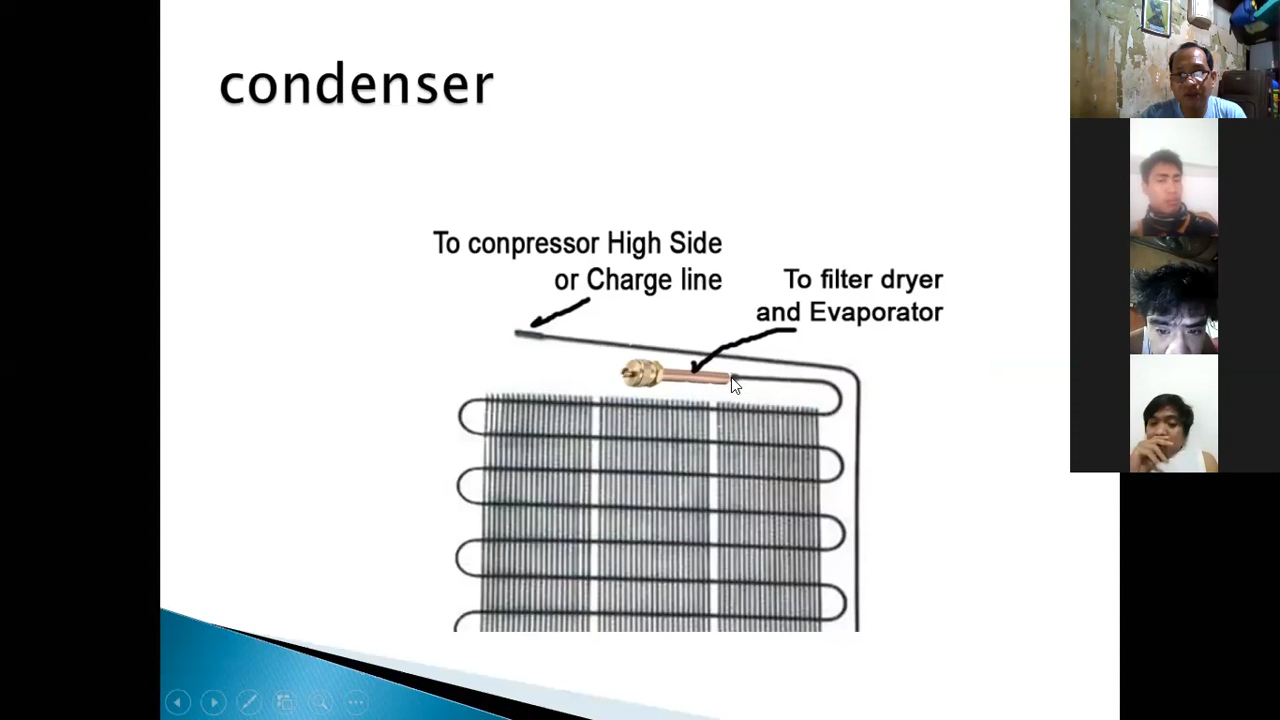 condenser
To conpressor High Side
or Charge line
To filter dryer
and Evaporator